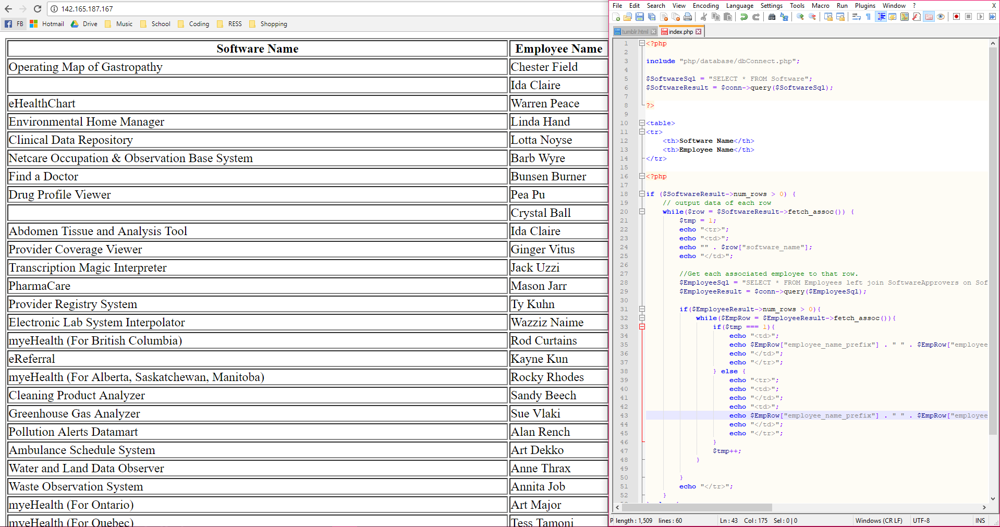 142.165.187.167
FB Hotmail Drive Music School Coding RESS Shopping
Software Name Employee Name
Operating Map of Gastropathy Chester Field
Ida Claire
eHealthChart Warren Peace
Environmental Home Manager Linda Hand
Clinical Data Repository Lotta Noyse
Netcare Occupation & Observation Base System Barb Wyre
Find a Doctor Bunsen Burner
Drug Profile Viewer Pea Pu
Crystal Ball
Abdomen Tissue and Analysis Tool Ida Claire
Provider Coverage Viewer Ginger Vitus
Transcription Magic Interpreter Jack Uzzi
PharmaCare Mason Jarr
Provider Registry System Ty Kuhn
Electronic Lab System Interpolator Wazziz Naime
myeHealth (For British Columbia) Rod Curtains
eReferral Kayne Kun
myeHealth (For Alberta, Saskatchewan, Manitoba) Rocky Rhodes
Cleaning Product Analyzer Sandy Beech
Greenhouse Gas Analyzer Sue Vlaki
Pollution Alerts Datamart Alan Rench
Ambulance Schedule System Art Dekko
Water and Land Data Observer Anne Thrax
Waste Observation System Annita Job
myeHealth (For Ontario) Art Major
myeHealth (For Quebec) Tess Tamoni
File Edit Search View Encoding Language Settings Tools Macro Run Plugins Window ? X
tumblr.html index.php
1 <?php
2
3 include "php/database/dbConnect.php";
4
5 $SoftwareSql = "SELECT * FROM Software";
6 $SoftwareResult = $conn->query($SoftwareSql);
7
8 ?>
9
10 <table>
11 <tr>
12 <th>Software Name</th>
13 <th>Employee Name</th>
14 </tr>
15
16 <?php
17
18 if ($SoftwareResult->num_rows > 0) {
19 // output data of each row
20 while($row = $SoftwareResult->fetch_assoc()) {
21 $tmp = 1;
22 echo "<tr>";
23 echo "<td>";
24 echo "" . $row["software_name"];
25 echo "</td>";
26
27 //Get each associated employee to that row.
28 $EmployeeSql = "SELECT * FROM Employees left join SoftwareApprovers on Sof
29 $EmployeeResult = $conn->query($EmployeeSql);
30
31 if($EmployeeResult->num_rows > 0){
32 while($EmpRow = $EmployeeResult->fetch_assoc()){
33 if($tmp === 1){
34 echo "<td>";
35 echo $EmpRow["employee_name_prefix"] . " " . $EmpRow["employee
36 echo "</td>";
37 echo "</tr>";
38 } else {
39 echo "<tr>";
40 echo "<td>";
41 echo "</td>";
42 echo "<td>";
43 echo $EmpRow["employee_name_prefix"] . " " . $EmpRow["employee
44 echo "</td>";
45 echo "</tr>";
46 }
47 $tmp++;
48 }
49
50 }
51 echo "</tr>";
52 }
P length : 1,509 lines : 60 Ln : 43 Col : 175 Sel : 0 | 0 Windows (CR LF) UTF-8 INS